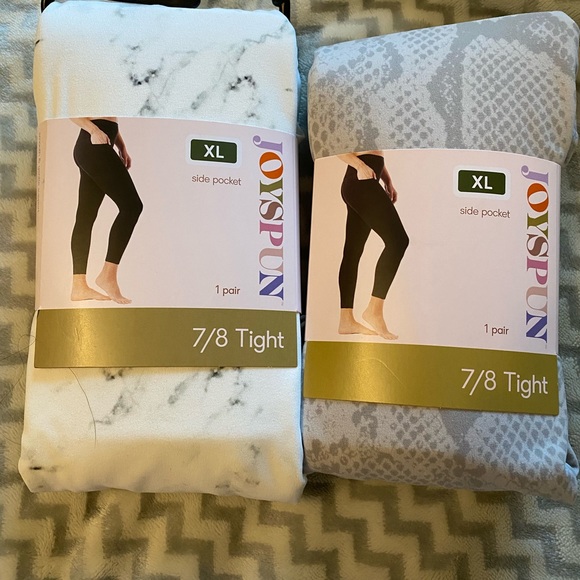 XL
side pocket
JOYSPUN
1 pair
7/8 Tight
XL
side pocket
JOYSPUN
1 pair
7/8 Tight